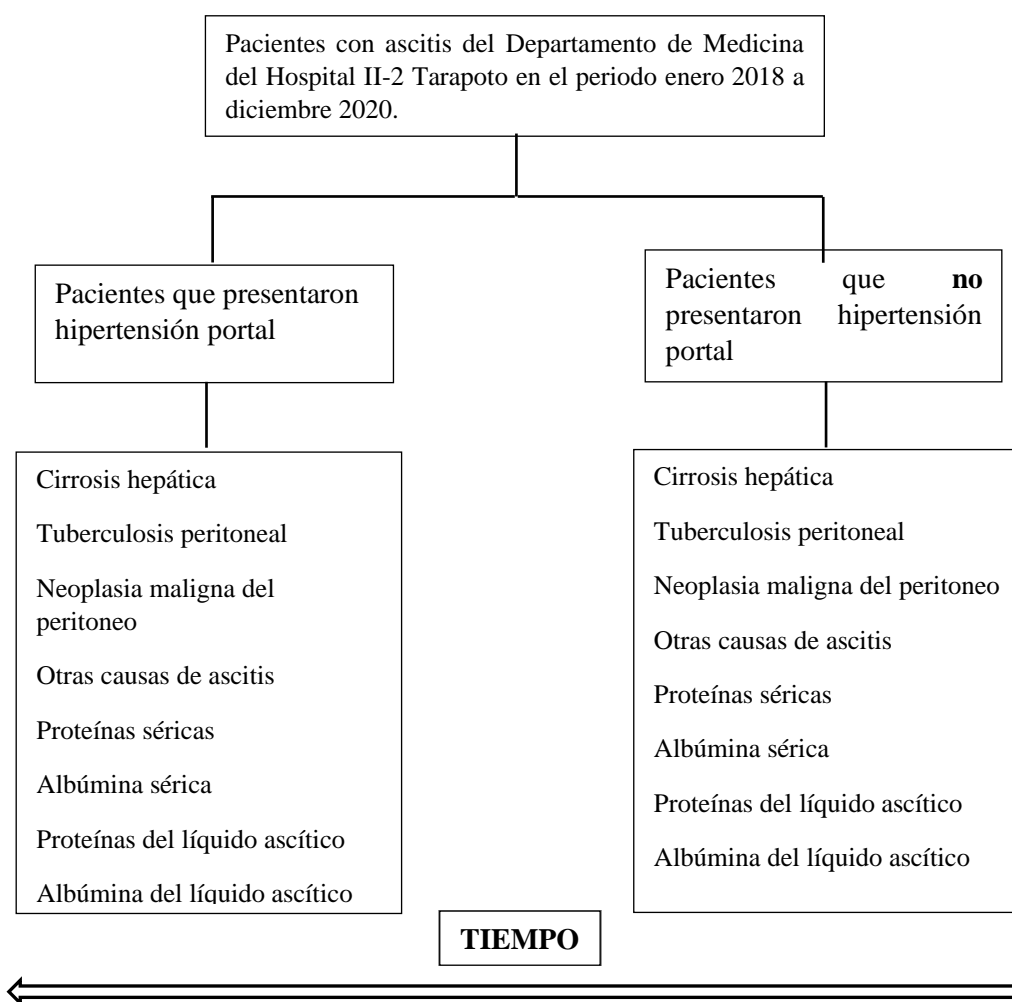 Pacientes con ascitis del Departamento de Medicina
del Hospital II-2 Tarapoto en el periodo enero 2018 a
diciembre 2020.
Pacientes que presentaron
hipertensión portal
Pacientes que no
presentaron hipertensión
portal
Cirrosis hepática
Tuberculosis peritoneal
Neoplasia maligna del
peritoneo
Otras causas de ascitis
Proteínas séricas
Albúmina sérica
Proteínas del líquido ascítico
Albúmina del líquido ascítico
Cirrosis hepática
Tuberculosis peritoneal
Neoplasia maligna del peritoneo
Otras causas de ascitis
Proteínas séricas
Albúmina sérica
Proteínas del líquido ascítico
Albúmina del líquido ascítico
TIEMPO